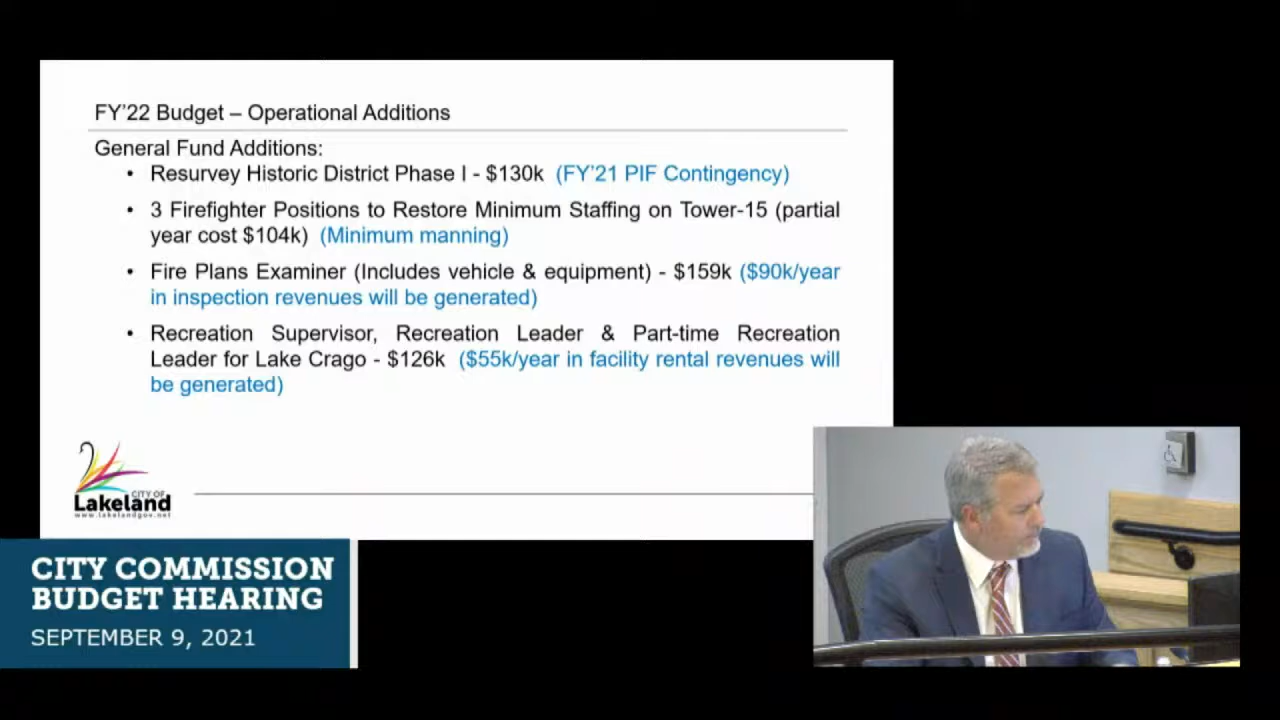 FY'22 Budget – Operational Additions
General Fund Additions:
• Resurvey Historic District Phase I - $130k (FY'21 PIF Contingency)
• 3 Firefighter Positions to Restore Minimum Staffing on Tower-15 (partial
year cost $104k) (Minimum manning)
• Fire Plans Examiner (Includes vehicle & equipment) - $159k ($90k/year
in inspection revenues will be generated)
• Recreation Supervisor, Recreation Leader & Part-time Recreation
Leader for Lake Crago - $126k ($55k/year in facility rental revenues will
be generated)
CITY OF
Lakeland
www.lakelandgov.net
CITY COMMISSION
BUDGET HEARING
SEPTEMBER 9, 2021